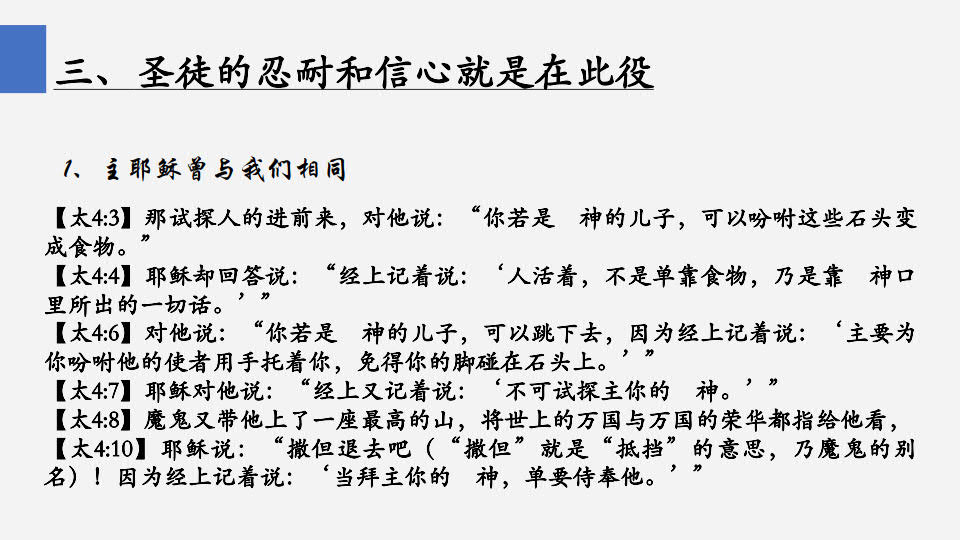 三、圣徒的忍耐和信心就是在此役
1、主耶稣曾与我们相同
【太4:3】那试探人的进前来，对他说：“你若是　神的儿子，可以吩咐这些石头变
成食物。”
【太4:4】耶稣却回答说：“经上记着说：‘人活着，不是单靠食物，乃是靠　神口
里所出的一切话。’”
【太4:6】对他说：“你若是　神的儿子，可以跳下去，因为经上记着说：‘主要为
你吩咐他的使者用手托着你，免得你的脚碰在石头上。’”
【太4:7】耶稣对他说：“经上又记着说：‘不可试探主你的　神。’”
【太4:8】魔鬼又带他上了一座最高的山，将世上的万国与万国的荣华都指给他看，
【太4:10】耶稣说：“撒但退去吧（“撒但”就是“抵挡”的意思，乃魔鬼的别
名）！因为经上记着说：‘当拜主你的　神，单要侍奉他。’”